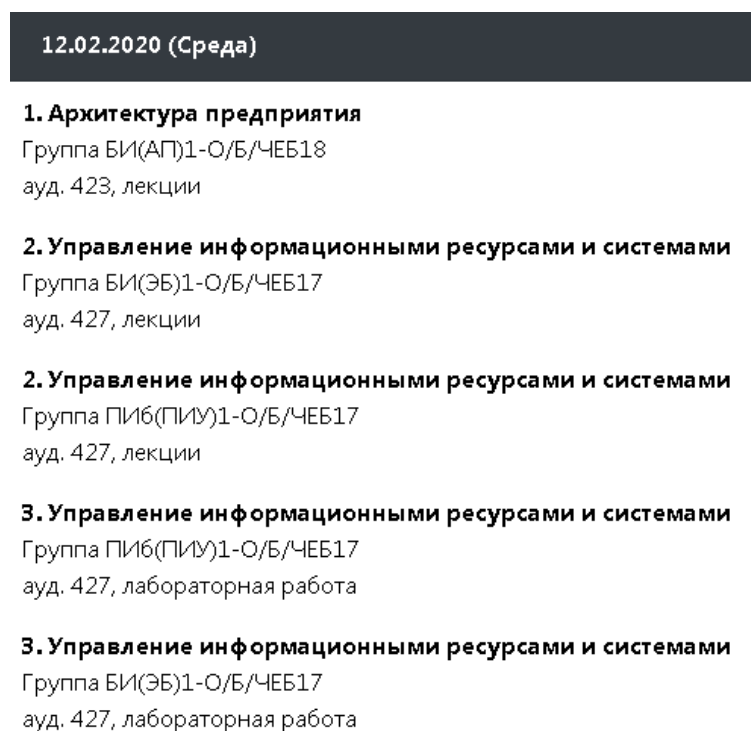 12.02.2020 (Среда)
1. Архитектура предприятия
Группа БИ(АП)1-О/Б/ЧЕБ18
ауд. 423, лекции
2. Управление информационными ресурсами и системами
Группа БИ(ЭБ)1-О/Б/ЧЕБ17
ауд. 427, лекции
2. Управление информационными ресурсами и системами
Группа ПИб(ПИУ)1-О/Б/ЧЕБ17
ауд. 427, лекции
3. Управление информационными ресурсами и системами
Группа ПИб(ПИУ)1-О/Б/ЧЕБ17
ауд. 427, лабораторная работа
3. Управление информационными ресурсами и системами
Группа БИ(ЭБ)1-О/Б/ЧЕБ17
ауд. 427, лабораторная работа